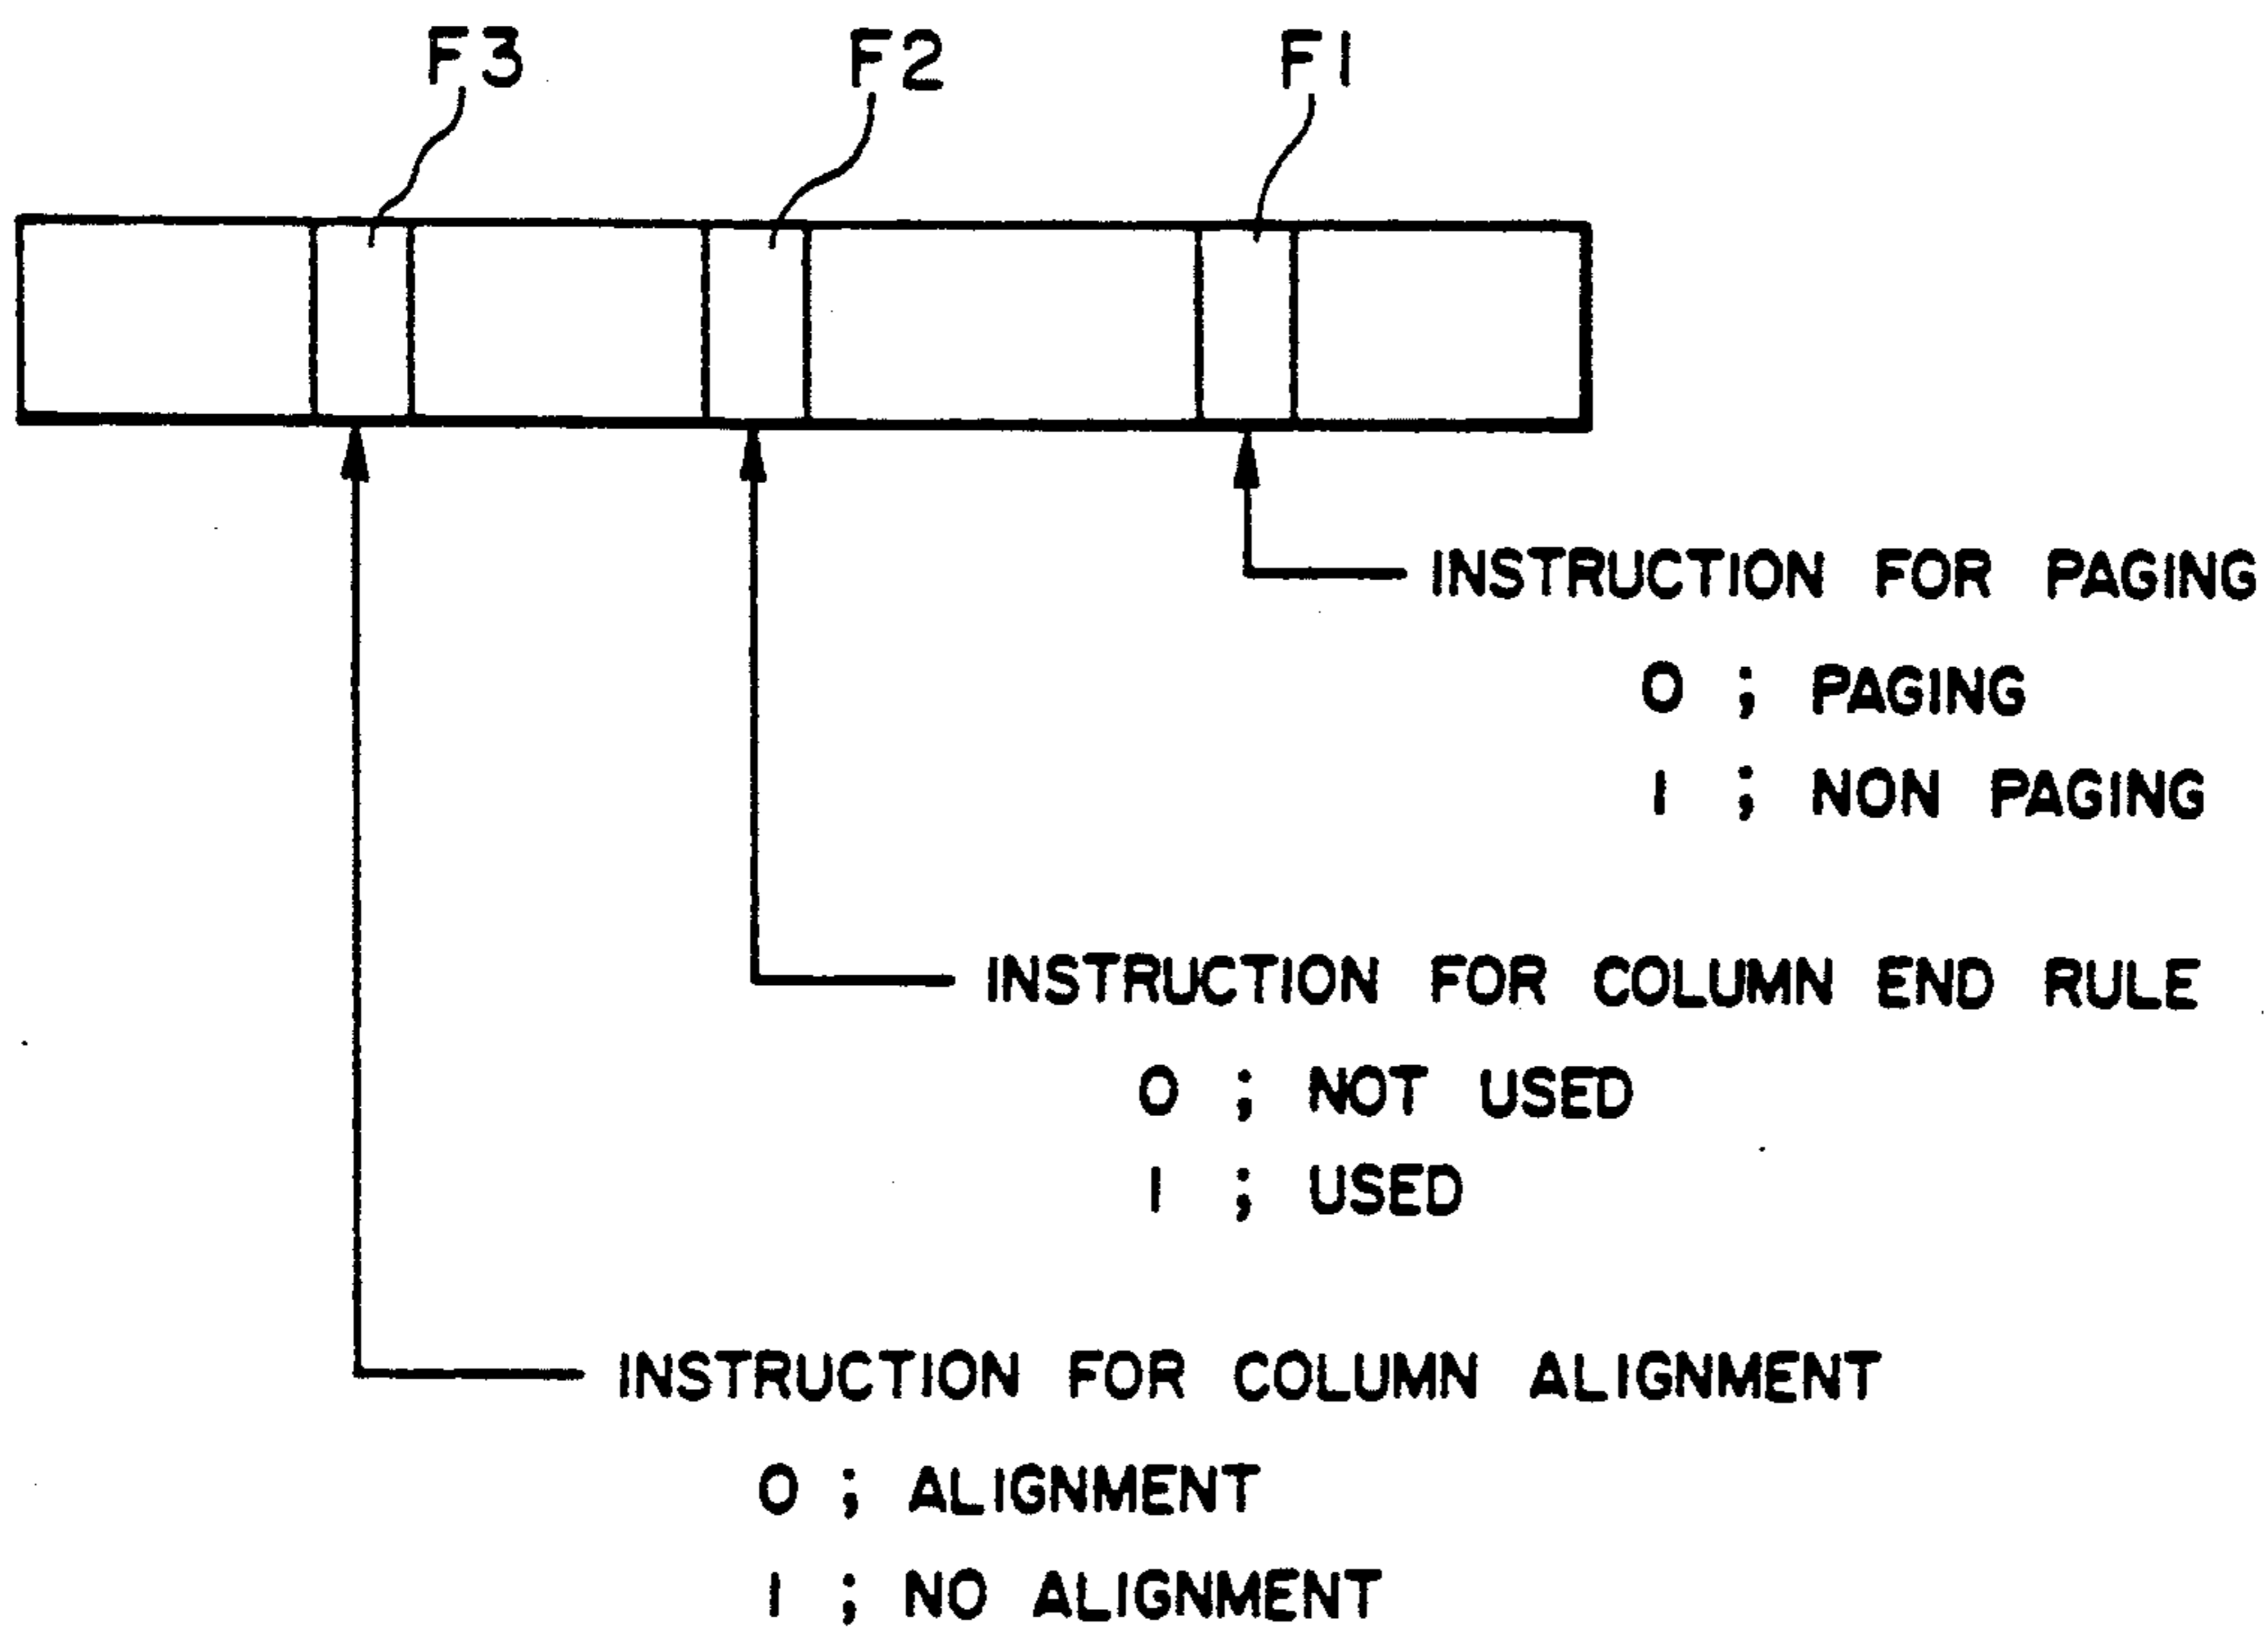 F3 F2 F1
INSTRUCTION FOR PAGING
0 ; PAGING
1 ; NON PAGING
INSTRUCTION FOR COLUMN END RULE
0 ; NOT USED
1 ; USED
INSTRUCTION FOR COLUMN ALIGNMENT
0 ; ALIGNMENT
1 ; NO ALIGNMENT